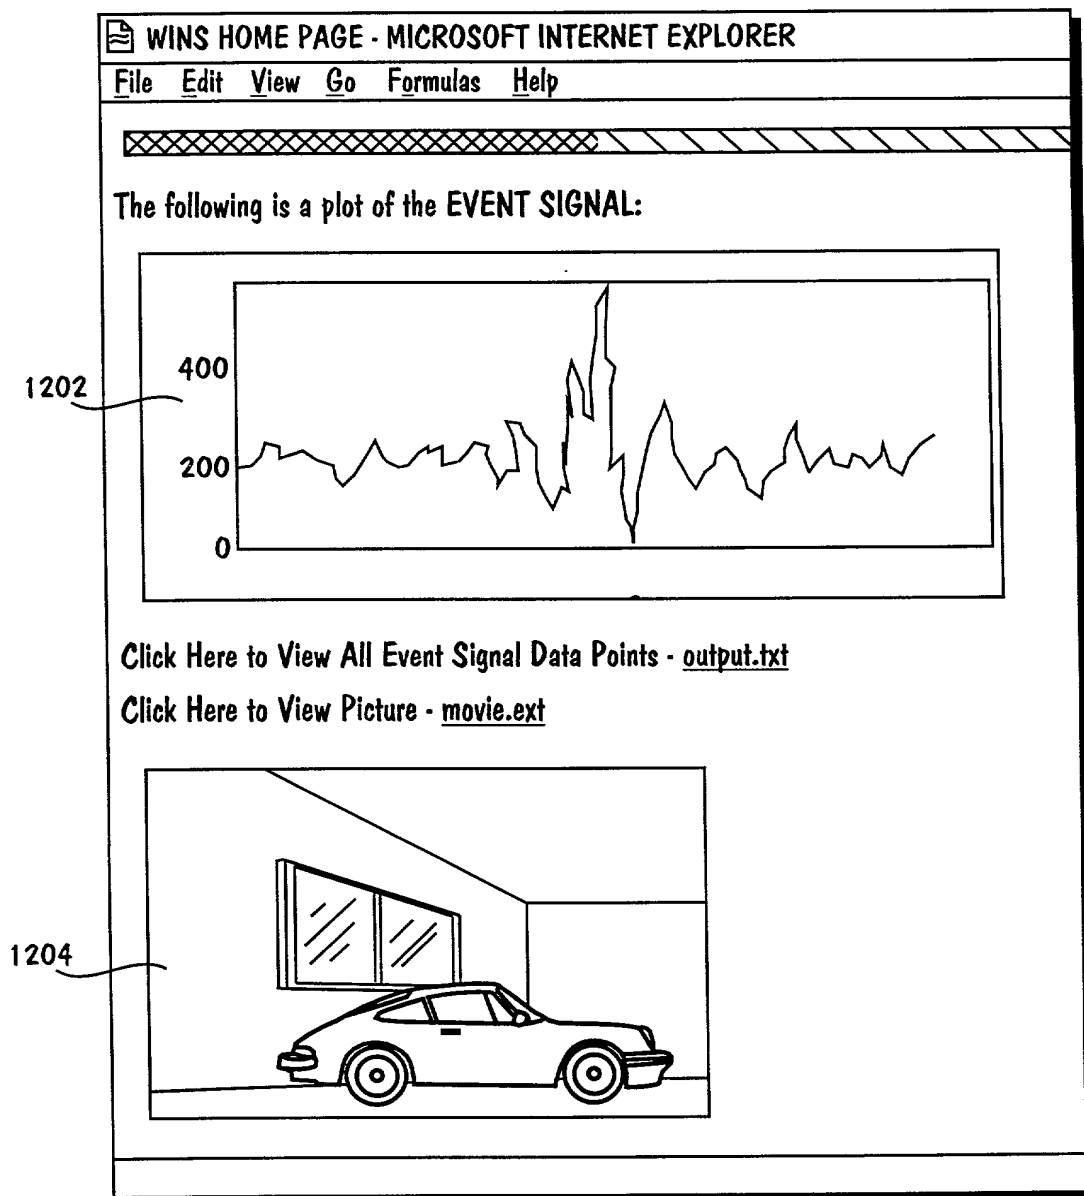 WINS HOME PAGE - MICROSOFT INTERNET EXPLORER
File Edit View Go Formulas Help
The following is a plot of the EVENT SIGNAL:
400
1202
200
0
Click Here to View All Event Signal Data Points - output.txt
Click Here to View Picture - movie.ext
1204